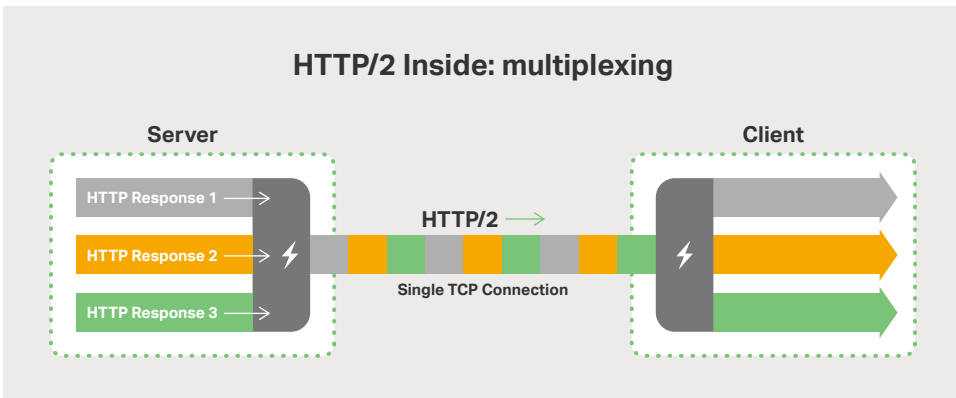 HTTP/2 Inside: multiplexing
Server
Client
HTTP Response 1
HTTP/2
HTTP Response 2
Single TCP Connection
HTTP Response 3